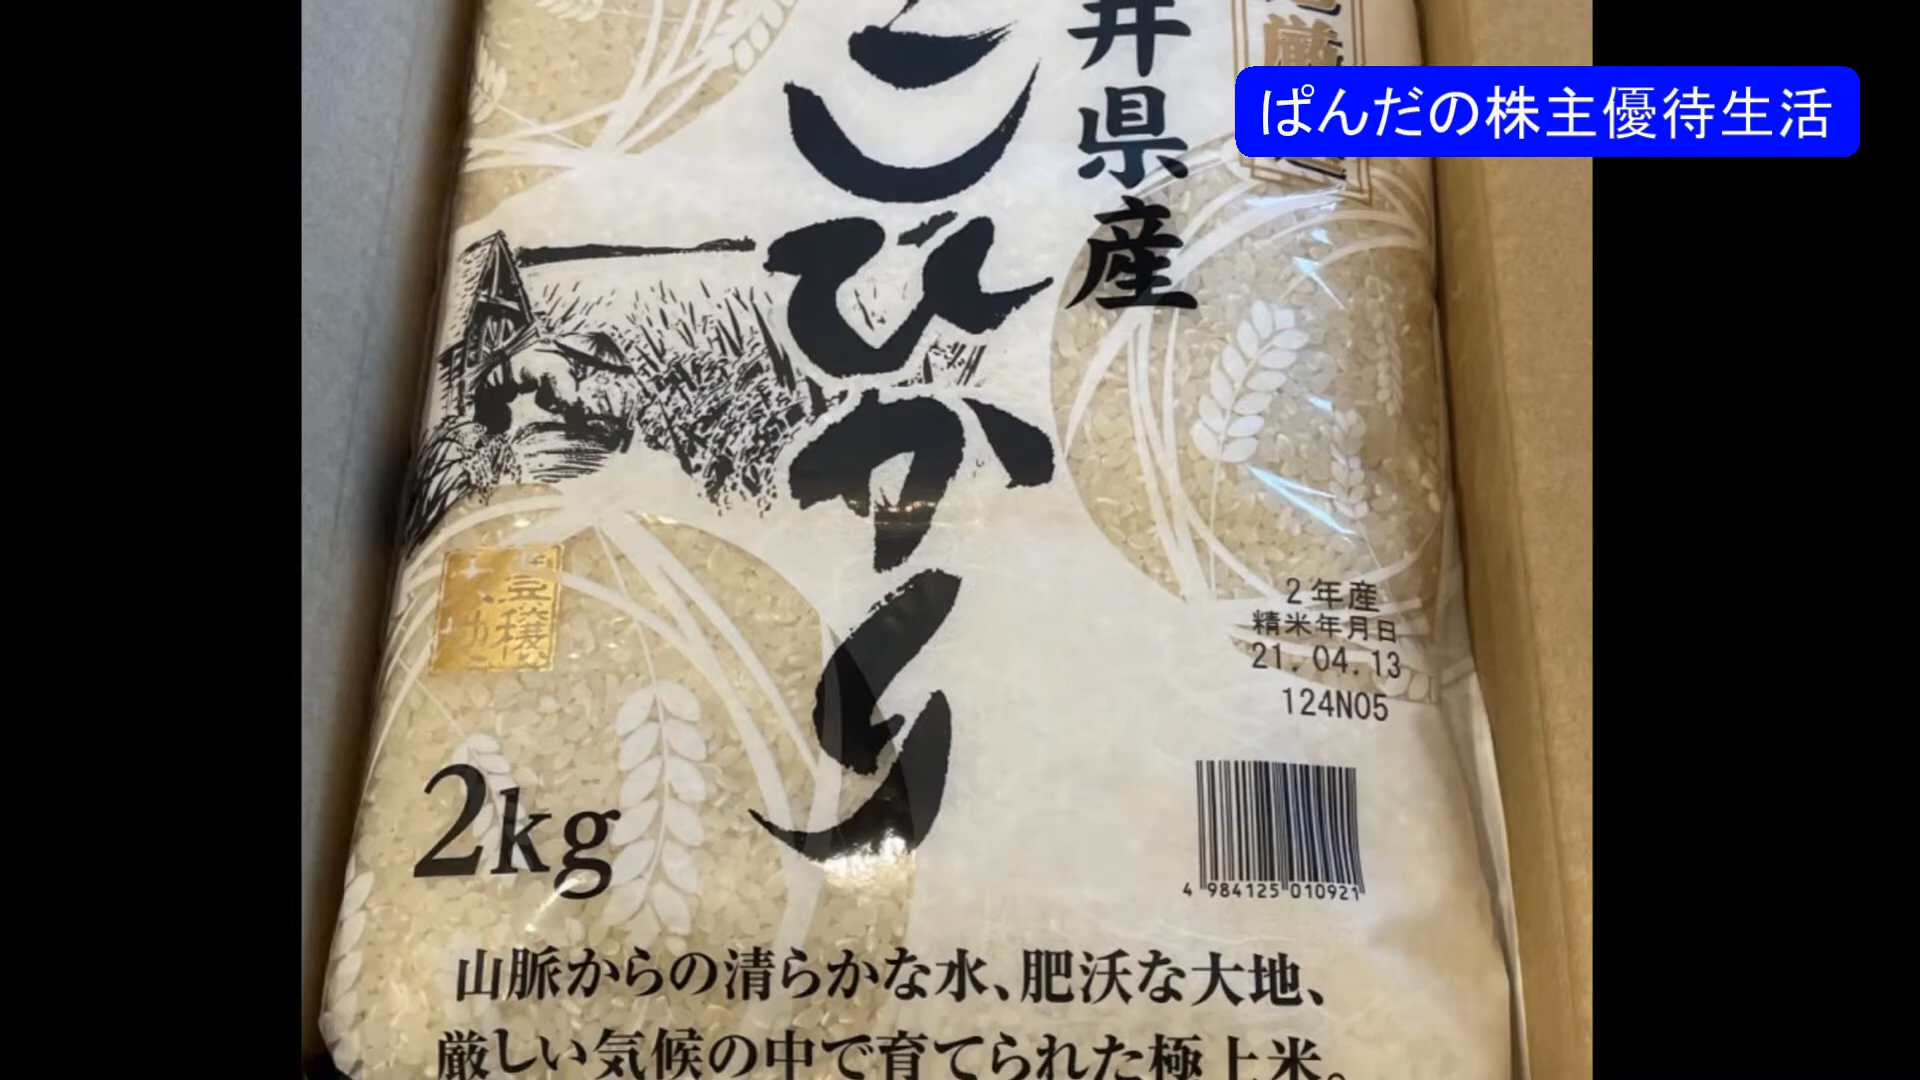 ぱんだの株主優待生活
井県産
こひかり
2年産
精米年月日
21.04.13
124N05
2kg
4 984125 010921
山脈からの清らかな水、肥沃な大地、
厳しい気候の中で育てられた極上米。